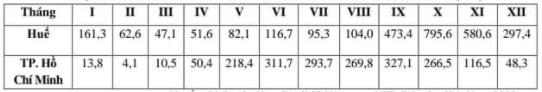 Tháng I II III IV V VI VII VIII IX X XI XII
Huế 161,3 62,6 47,1 51,6 82,1 116,7 95,3 104,0 473,4 795,6 580,6 297,4
TP. Hồ Chí Minh 13,8 4,1 10,5 50,4 218,4 311,7 293,7 269,8 327,1 266,5 116,5 48,3